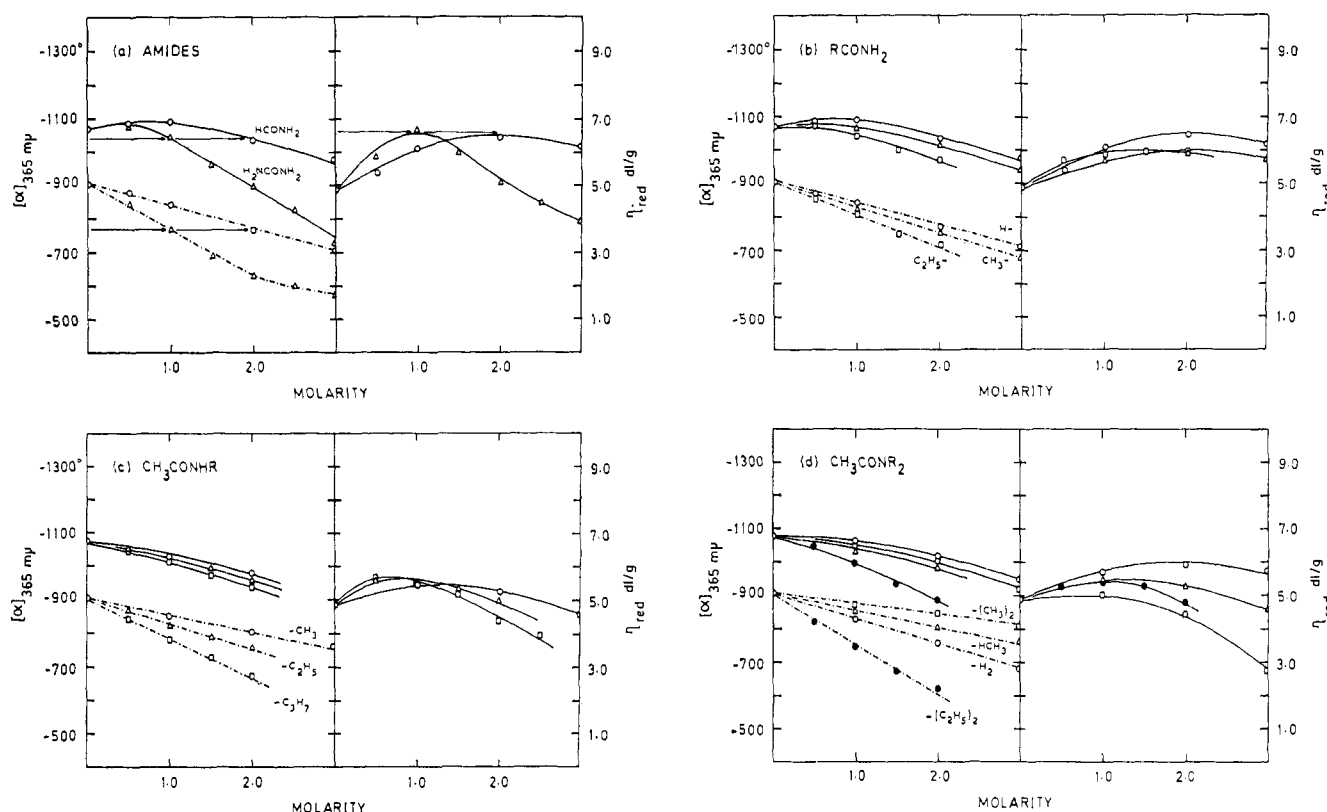 (a) AMIDES
-1300°
-1100
-1000
-900
-700
-500
[α]365 mμ
HCONH2
H2NCONH2
1.0
2.0
1.0
2.0
MOLARITY
9.0
7.0
5.0
3.0
1.0
ηred dl/g
(b) RCONH2
-1300
-1100
-900
-700
-500
[α]365 mμ
H-
CH3-
C2H5-
1.0
2.0
1.0
2.0
MOLARITY
9.0
7.0
5.0
3.0
1.0
ηred dl/g
(c) CH3CONHR
-1300°
-1100
-900
-700
-500
[α]365 mμ
-CH3
-C2H5
-C3H7
1.0
2.0
1.0
2.0
MOLARITY
9.0
7.0
5.0
3.0
1.0
ηred dl/g
(d) CH3CONR2
-1300
-1100
-900
-700
-500
[α]365 mμ
-(CH3)2
-HCH3
-H2
-(C2H5)2
1.0
2.0
1.0
2.0
MOLARITY
9.0
7.0
5.0
3.0
1.0
ηred dl/g